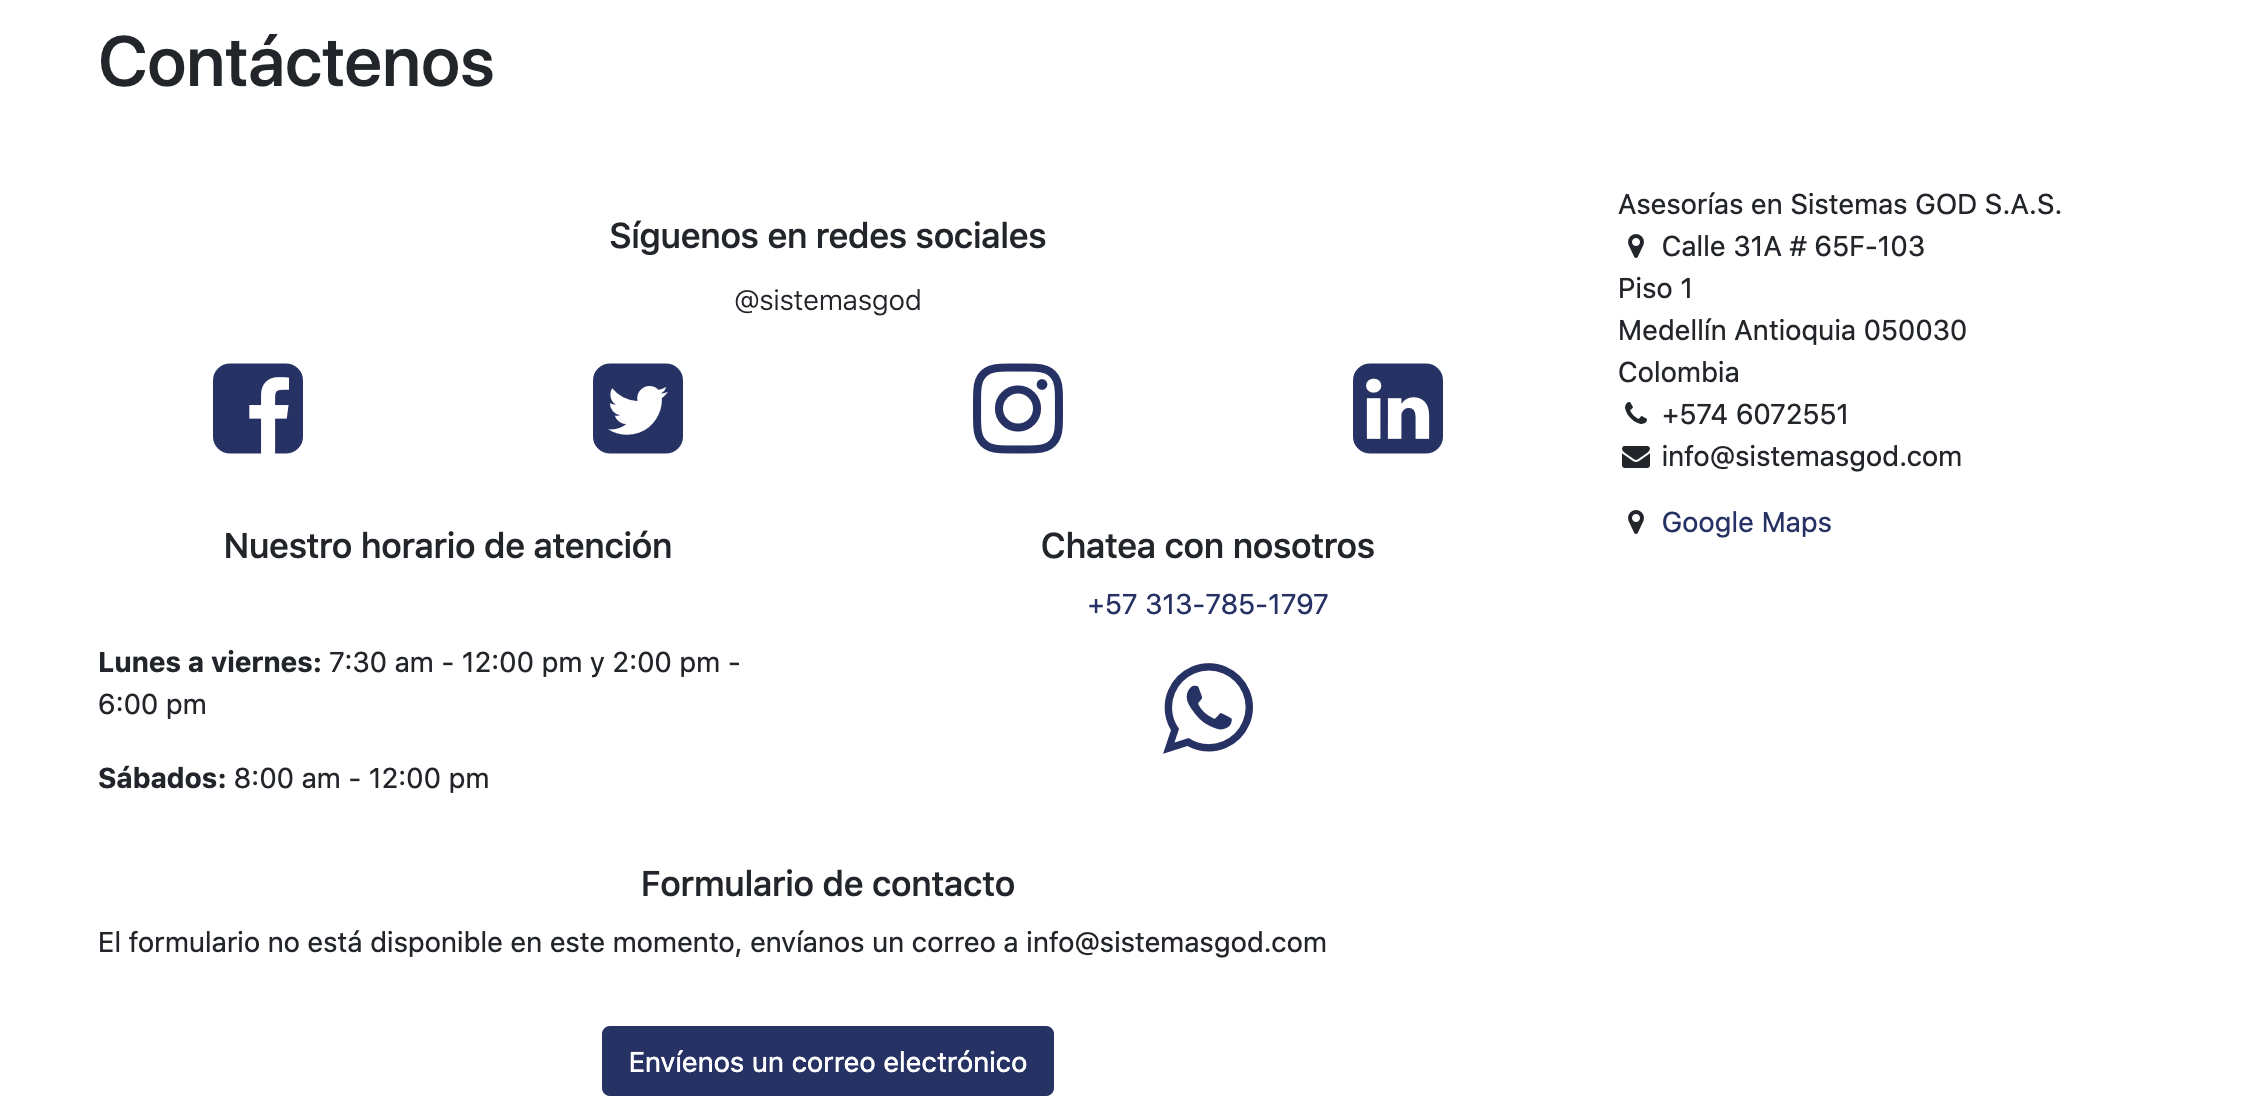 Contáctenos
Síguenos en redes sociales
@sistemasgod
Nuestro horario de atención
Lunes a viernes: 7:30 am - 12:00 pm y 2:00 pm -
6:00 pm
Sábados: 8:00 am - 12:00 pm
Chatea con nosotros
+57 313-785-1797
Formulario de contacto
El formulario no está disponible en este momento, envíanos un correo a info@sistemasgod.com
Envíenos un correo electrónico
Asesorías en Sistemas GOD S.A.S.
Calle 31A # 65F-103
Piso 1
Medellín Antioquia 050030
Colombia
+574 6072551
info@sistemasgod.com
Google Maps